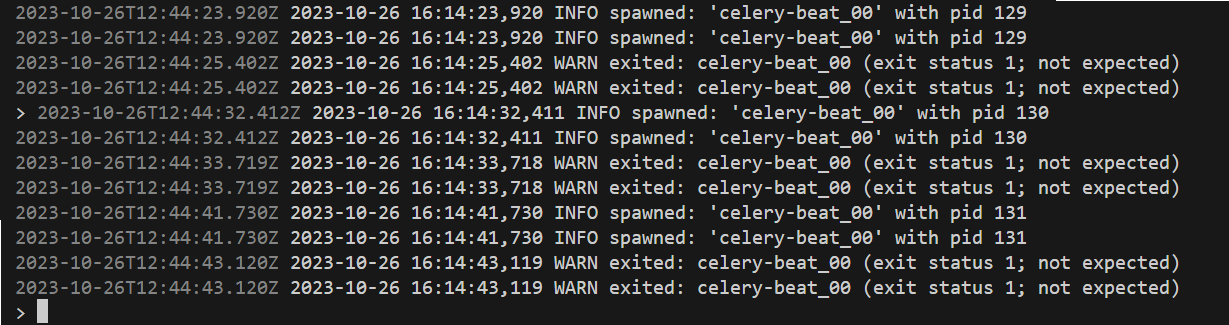 2023-10-26T12:44:23.920Z 2023-10-26 16:14:23,920 INFO spawned: 'celery-beat_00' with pid 129
2023-10-26T12:44:23.920Z 2023-10-26 16:14:23,920 INFO spawned: 'celery-beat_00' with pid 129
2023-10-26T12:44:25.402Z 2023-10-26 16:14:25,402 WARN exited: celery-beat_00 (exit status 1; not expected)
2023-10-26T12:44:25.402Z 2023-10-26 16:14:25,402 WARN exited: celery-beat_00 (exit status 1; not expected)
> 2023-10-26T12:44:32.412Z 2023-10-26 16:14:32,411 INFO spawned: 'celery-beat_00' with pid 130
2023-10-26T12:44:32.412Z 2023-10-26 16:14:32,411 INFO spawned: 'celery-beat_00' with pid 130
2023-10-26T12:44:33.719Z 2023-10-26 16:14:33,718 WARN exited: celery-beat_00 (exit status 1; not expected)
2023-10-26T12:44:33.719Z 2023-10-26 16:14:33,718 WARN exited: celery-beat_00 (exit status 1; not expected)
2023-10-26T12:44:41.730Z 2023-10-26 16:14:41,730 INFO spawned: 'celery-beat_00' with pid 131
2023-10-26T12:44:41.730Z 2023-10-26 16:14:41,730 INFO spawned: 'celery-beat_00' with pid 131
2023-10-26T12:44:43.120Z 2023-10-26 16:14:43,119 WARN exited: celery-beat_00 (exit status 1; not expected)
2023-10-26T12:44:43.120Z 2023-10-26 16:14:43,119 WARN exited: celery-beat_00 (exit status 1; not expected)
>